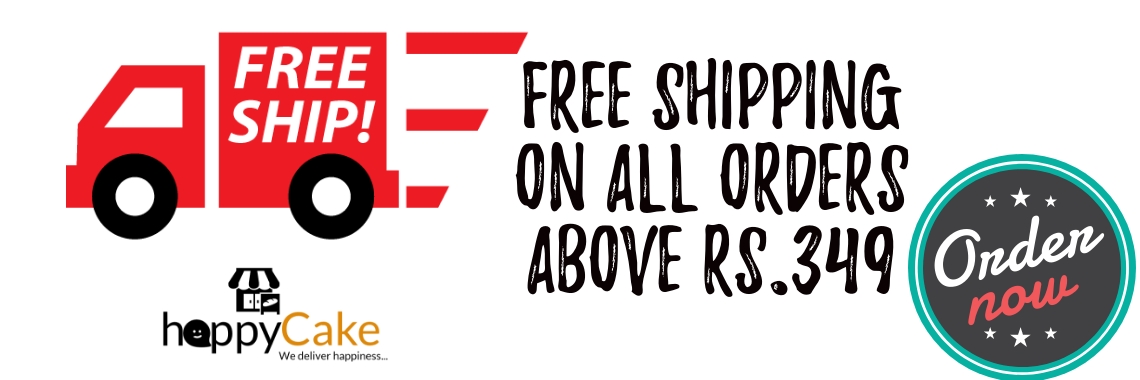 FREE
SHIP!
FREE SHIPPING
ON ALL ORDERS
ABOVE RS.349
Order
now
happyCake
We deliver happiness...